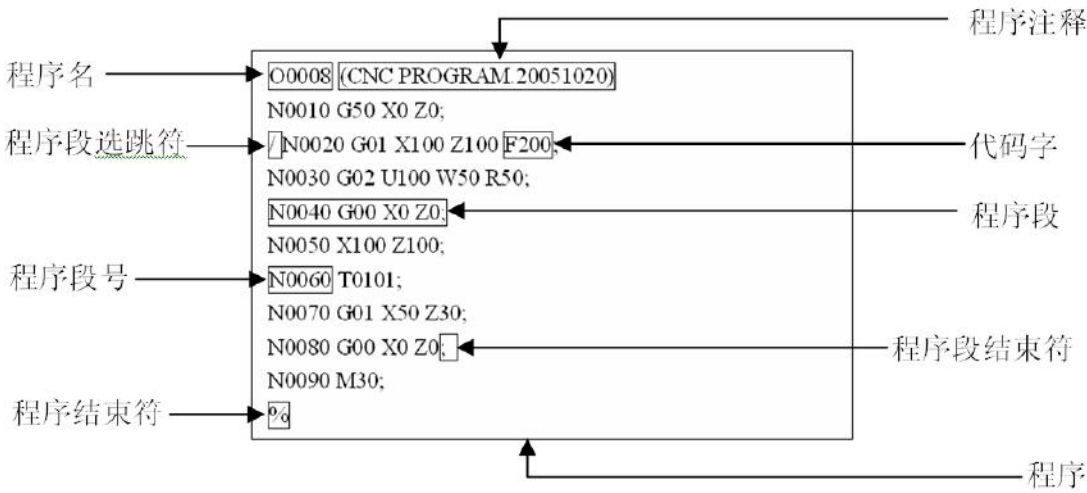 程序注释
程序名
O0008 (CNC PROGRAM.20051020)
N0010 G50 X0 Z0;
程序段选跳符
/ N0020 G01 X100 Z100 F200;
代码字
N0030 G02 U100 W50 R50;
N0040 G00 X0 Z0;
程序段
N0050 X100 Z100;
程序段号
N0060 T0101;
N0070 G01 X50 Z30;
N0080 G00 X0 Z0;
程序段结束符
N0090 M30;
程序结束符
%
程序